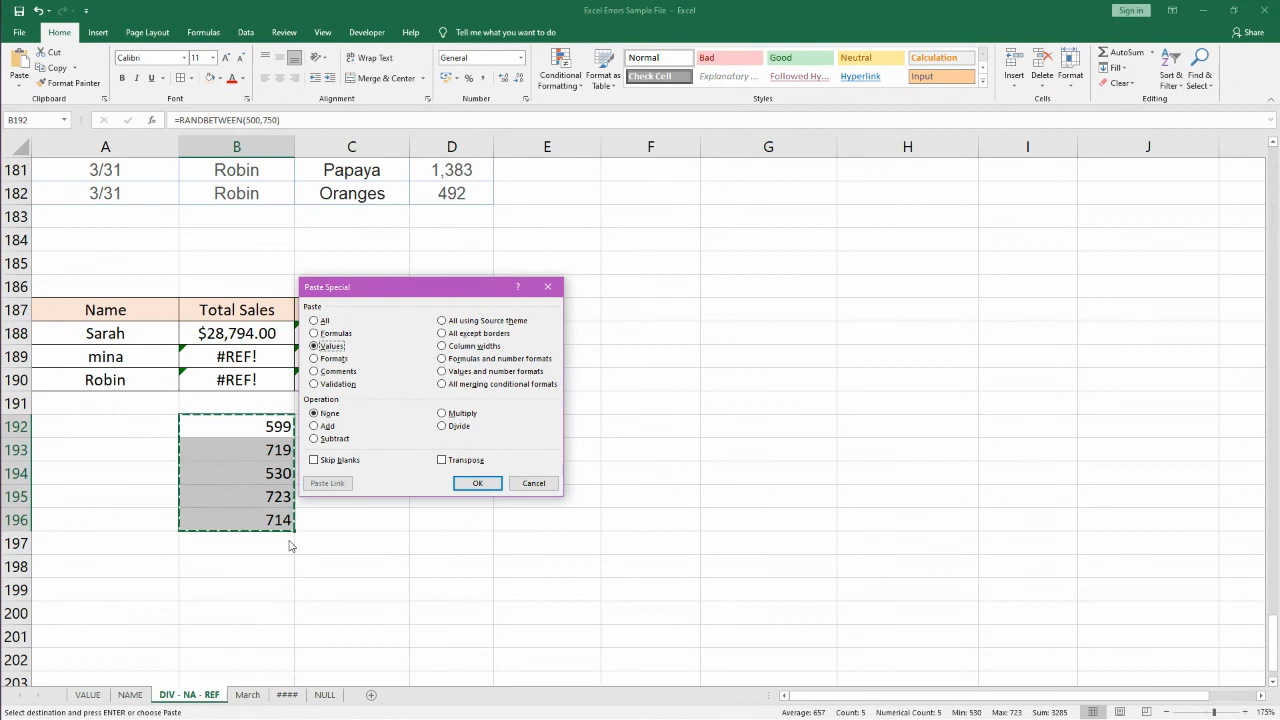 Excel Errors Sample File - Excel
Sign in
File Home Insert Page Layout Formulas Data Review View Developer Help Tell me what you want to do Share
Paste Cut Copy Format Painter Clipboard
Calibri 11 A A B I U A Font
Wrap Text Merge & Center Alignment
General % , Number
Conditional Formatting Format as Table
Normal Bad Good Neutral Calculation
Check Cell Explanatory ... Followed Hy... Hyperlink Input
Styles
Insert Delete Format Cells
AutoSum Fill Clear Sort & Filter Find & Select Editing
B192 fx =RANDBETWEEN(500,750)
A B C D E F G H I J
181 3/31 Robin Papaya 1,383
182 3/31 Robin Oranges 492
183
184
185
186
187 Name Total Sales
188 Sarah $28,794.00
189 mina #REF!
190 Robin #REF!
191
192 599
193 719
194 530
195 723
196 714
197
198
199
200
201
202
203
Paste Special ?
Paste
All All using Source theme
Formulas All except borders
Values Column widths
Formats Formulas and number formats
Comments Values and number formats
Validation All merging conditional formats
Operation
None Multiply
Add Divide
Subtract
Skip blanks Transpose
Paste Link OK Cancel
VALUE NAME DIV - NA - REF March #### NULL
Select destination and press ENTER or choose Paste Average: 657 Count: 5 Numerical Count: 5 Min: 530 Max: 723 Sum: 3285 175%